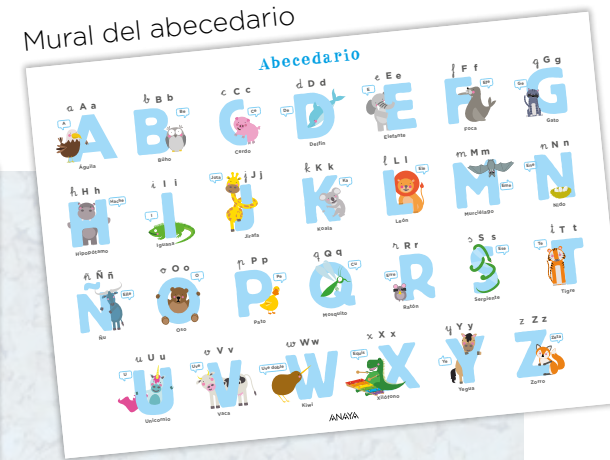 Mural del abecedario
Abecedario
a A a
A
A
Águila
b B b
B
Be
Búho
c C c
C
Ce
Cerdo
d D d
D
De
Delfín
e E e
E
E
Elefante
f F f
F
Efe
Foca
g G g
G
Ge
Gato
h H h
H
Hache
Hipopótamo
i I i
I
I
Iguana
j J j
J
Jota
Jirafa
k K k
K
Ka
Koala
l L l
L
Ele
León
m M m
M
Eme
Murciélago
n N n
N
Ene
Nido
ñ Ñ ñ
Ñ
Eñe
Ñu
o O o
O
O
Oso
p P p
P
Pe
Pato
q Q q
Q
Cu
Mosquito
r R r
R
Erre
Ratón
s S s
S
Ese
Serpiente
t T t
T
Te
Tigre
u U u
U
U
Unicornio
v V v
V
Uve
Vaca
w W w
W
Uve doble
Kiwi
x X x
X
Equis
Xilófono
y Y y
Y
Ye
Yegua
z Z z
Z
Zeta
Zorro
ANAYA